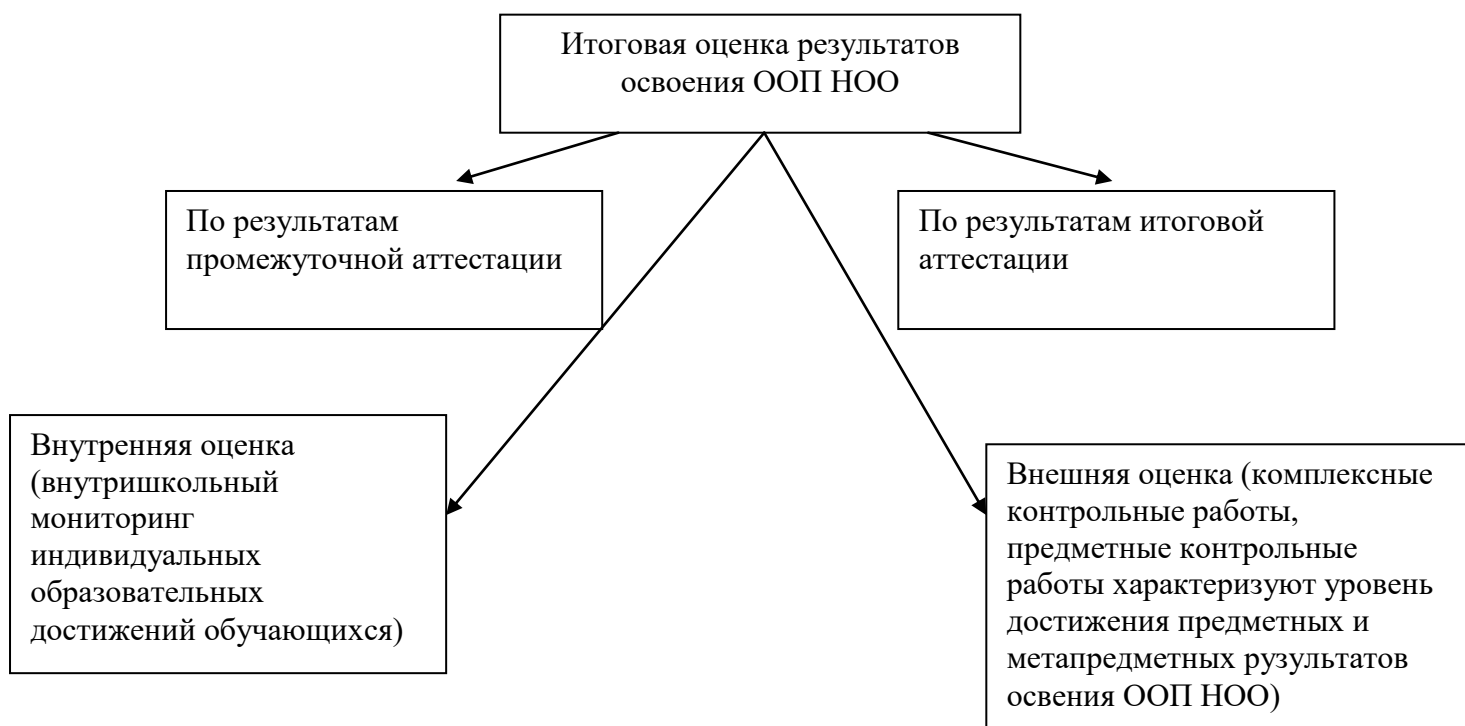 Итоговая оценка результатов
освоения ООП НОО
По результатам
промежуточной аттестации
По результатам итоговой
аттестации
Внутренняя оценка
(внутришкольный
мониторинг
индивидуальных
образовательных
достижений обучающихся)
Внешняя оценка (комплексные
контрольные работы,
предметные контрольные
работы характеризуют уровень
достижения предметных и
метапредметных рузультатов
освения ООП НОО)